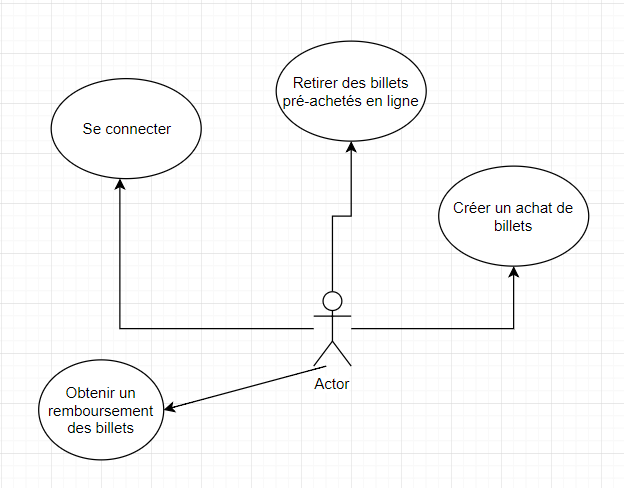 Retirer des billets
pré-achetés en ligne
Se connecter
Créer un achat de
billets
Actor
Obtenir un
remboursement
des billets